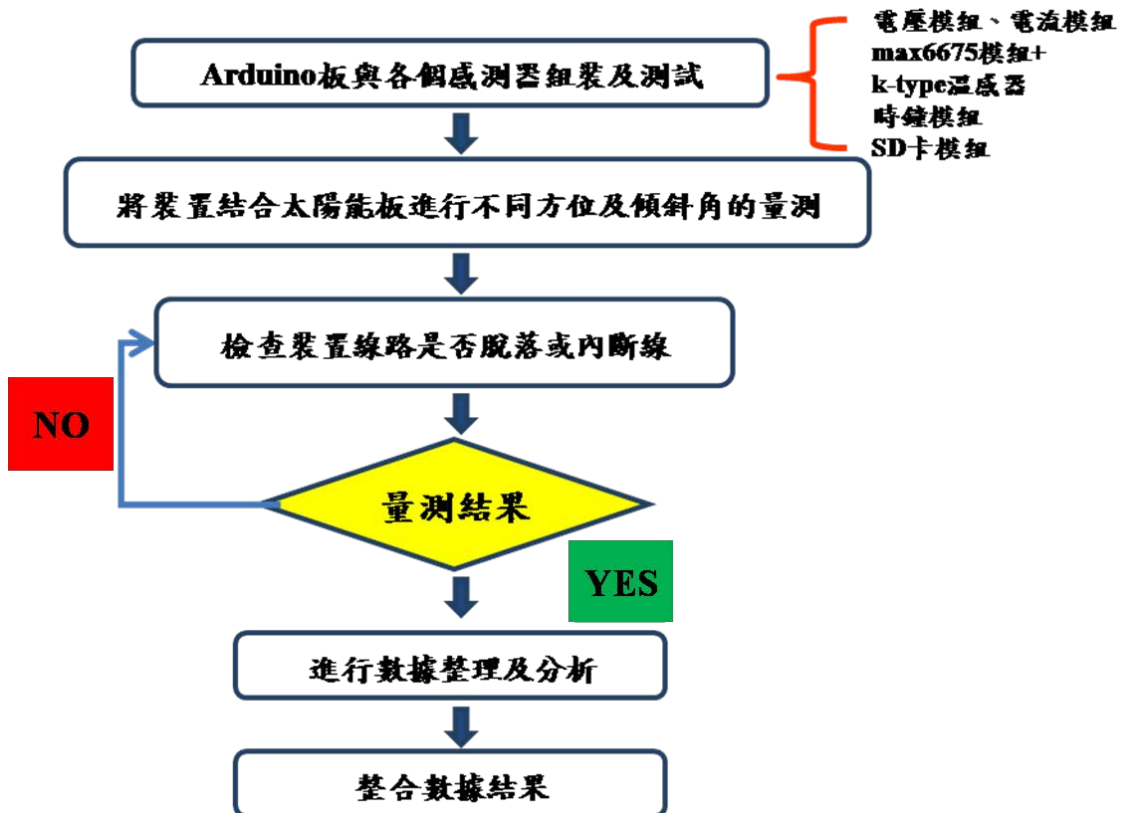 電壓模組、電流模組
Arduino板與各個感測器組裝及測試
max6675模組+
k-type溫感器
時鐘模組
SD卡模組
將裝置結合太陽能板進行不同方位及傾斜角的量測
檢查裝置線路是否脫落或內斷線
NO
量測結果
YES
進行數據整理及分析
整合數據結果